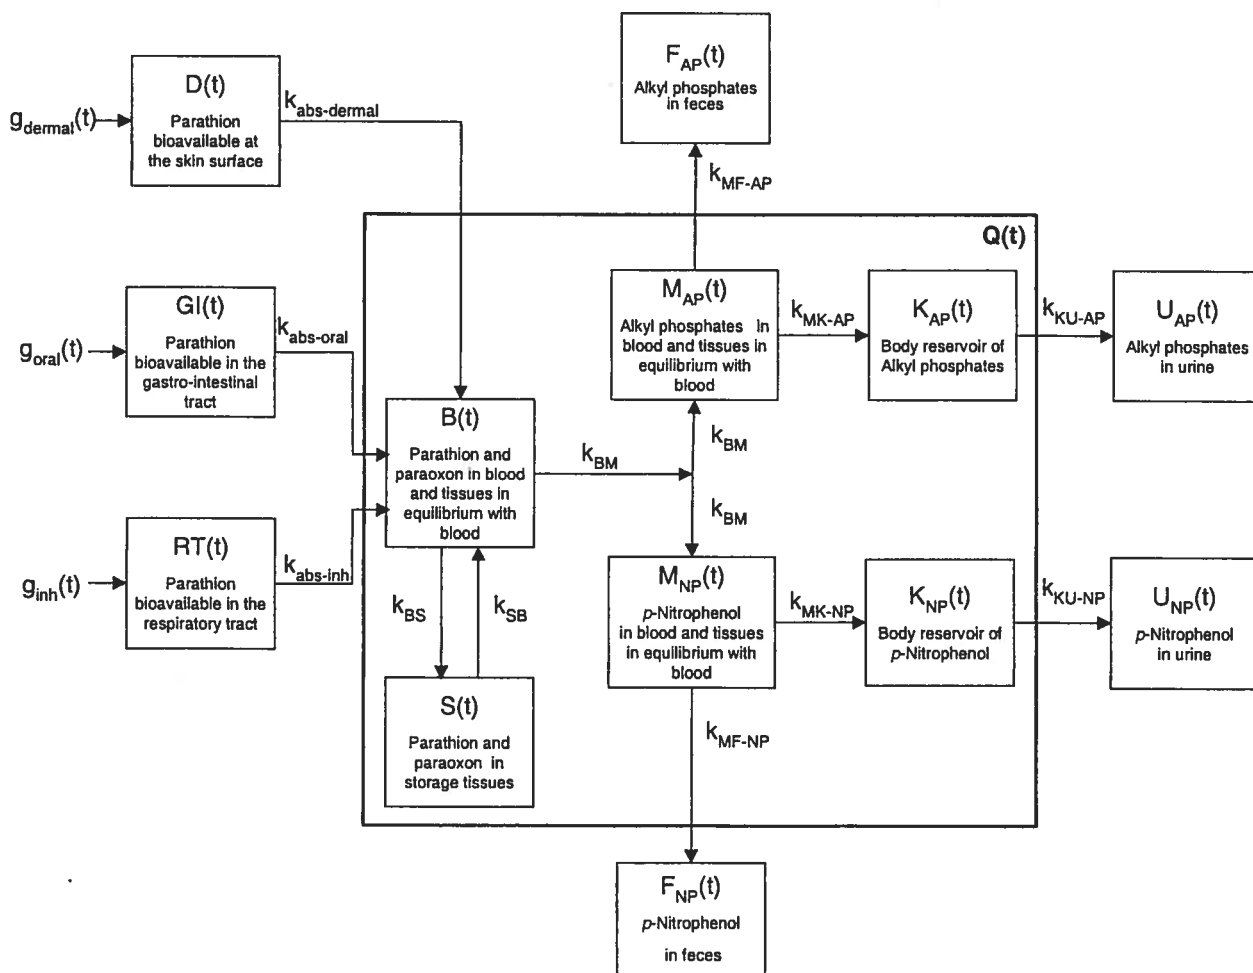 F_AP(t)
Alkyl phosphates
in feces
D(t)
Parathion
bioavailable at
the skin surface
g_dermal(t)
k_abs-dermal
k_MF-AP
Q(t)
GI(t)
Parathion
bioavailable in the
gastro-intestinal
tract
g_oral(t)
k_abs-oral
M_AP(t)
Alkyl phosphates in
blood and tissues in
equilibrium with
blood
k_MK-AP
K_AP(t)
Body reservoir of
Alkyl phosphates
k_KU-AP
U_AP(t)
Alkyl phosphates
in urine
B(t)
Parathion and
paraoxon in blood
and tissues in
equilibrium with
blood
k_BM
k_BM
k_BM
RT(t)
Parathion
bioavailable in the
respiratory tract
g_inh(t)
k_abs-inh
k_BS
k_SB
M_NP(t)
p-Nitrophenol
in blood and tissues
in equilibrium with
blood
k_MK-NP
K_NP(t)
Body reservoir of
p-Nitrophenol
k_KU-NP
U_NP(t)
p-Nitrophenol
in urine
S(t)
Parathion and
paraoxon in
storage tissues
k_MF-NP
F_NP(t)
p-Nitrophenol
in feces